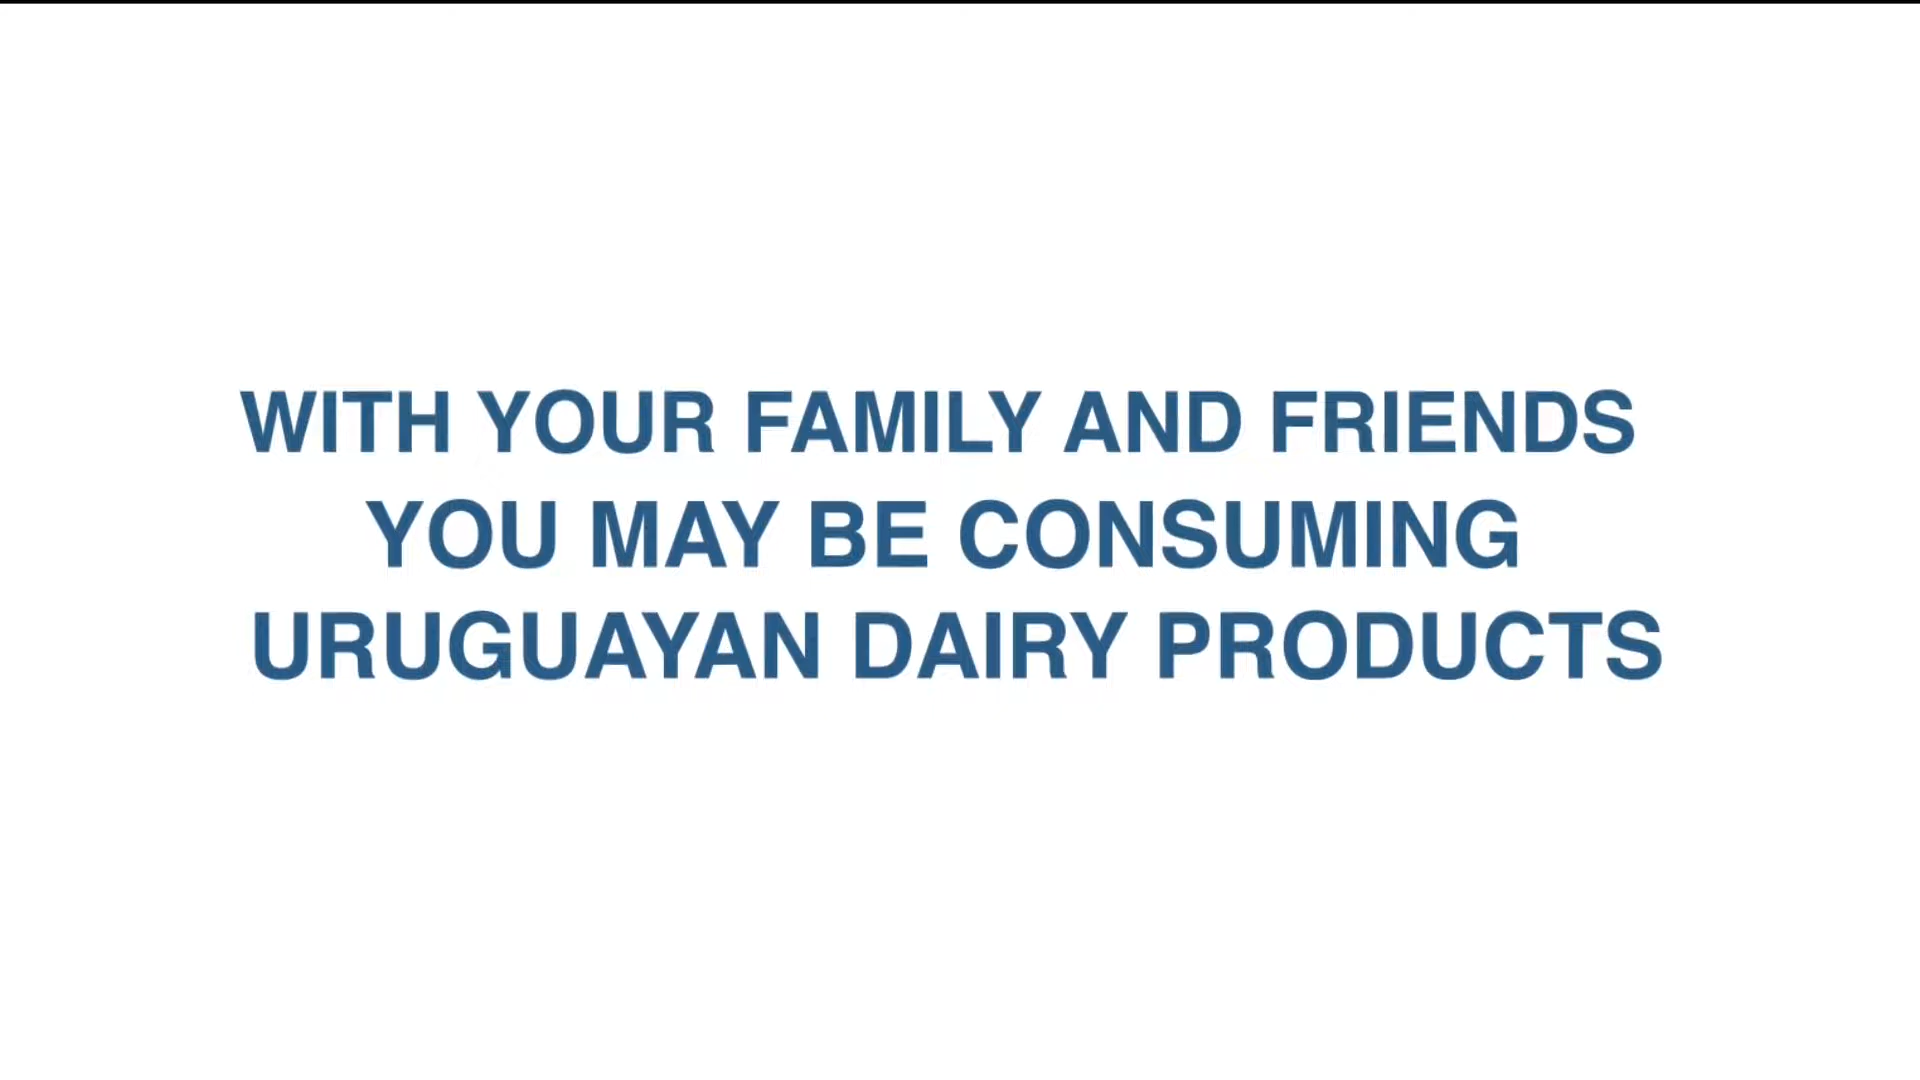 WITH YOUR FAMILY AND FRIENDS
YOU MAY BE CONSUMING
URUGUAYAN DAIRY PRODUCTS